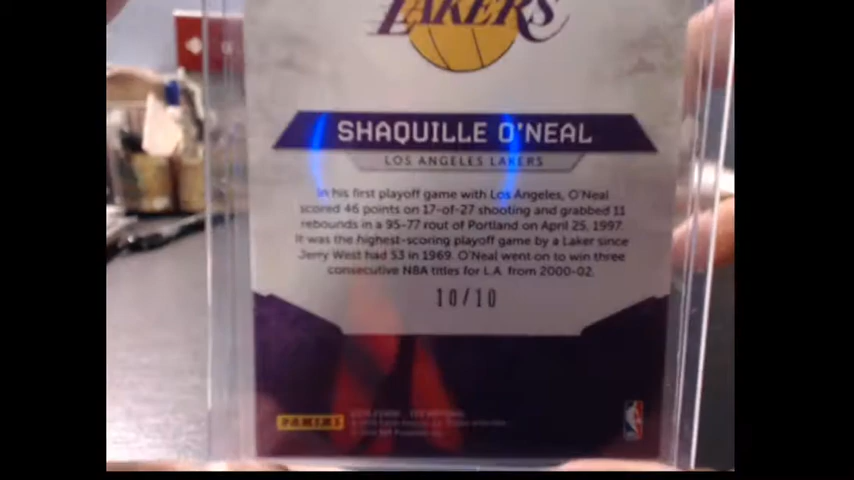 LAKERS
SHAQUILLE O'NEAL
LOS ANGELES LAKERS
In his first playoff game with Los Angeles, O'Neal
scored 46 points on 17-of-27 shooting and grabbed 11
rebounds in a 95-77 rout of Portland on April 25, 1997.
It was the highest-scoring playoff game by a Laker since
Jerry West had 53 in 1969. O'Neal went on to win three
consecutive NBA titles for L.A. from 2000-02.
10/10
PANINI